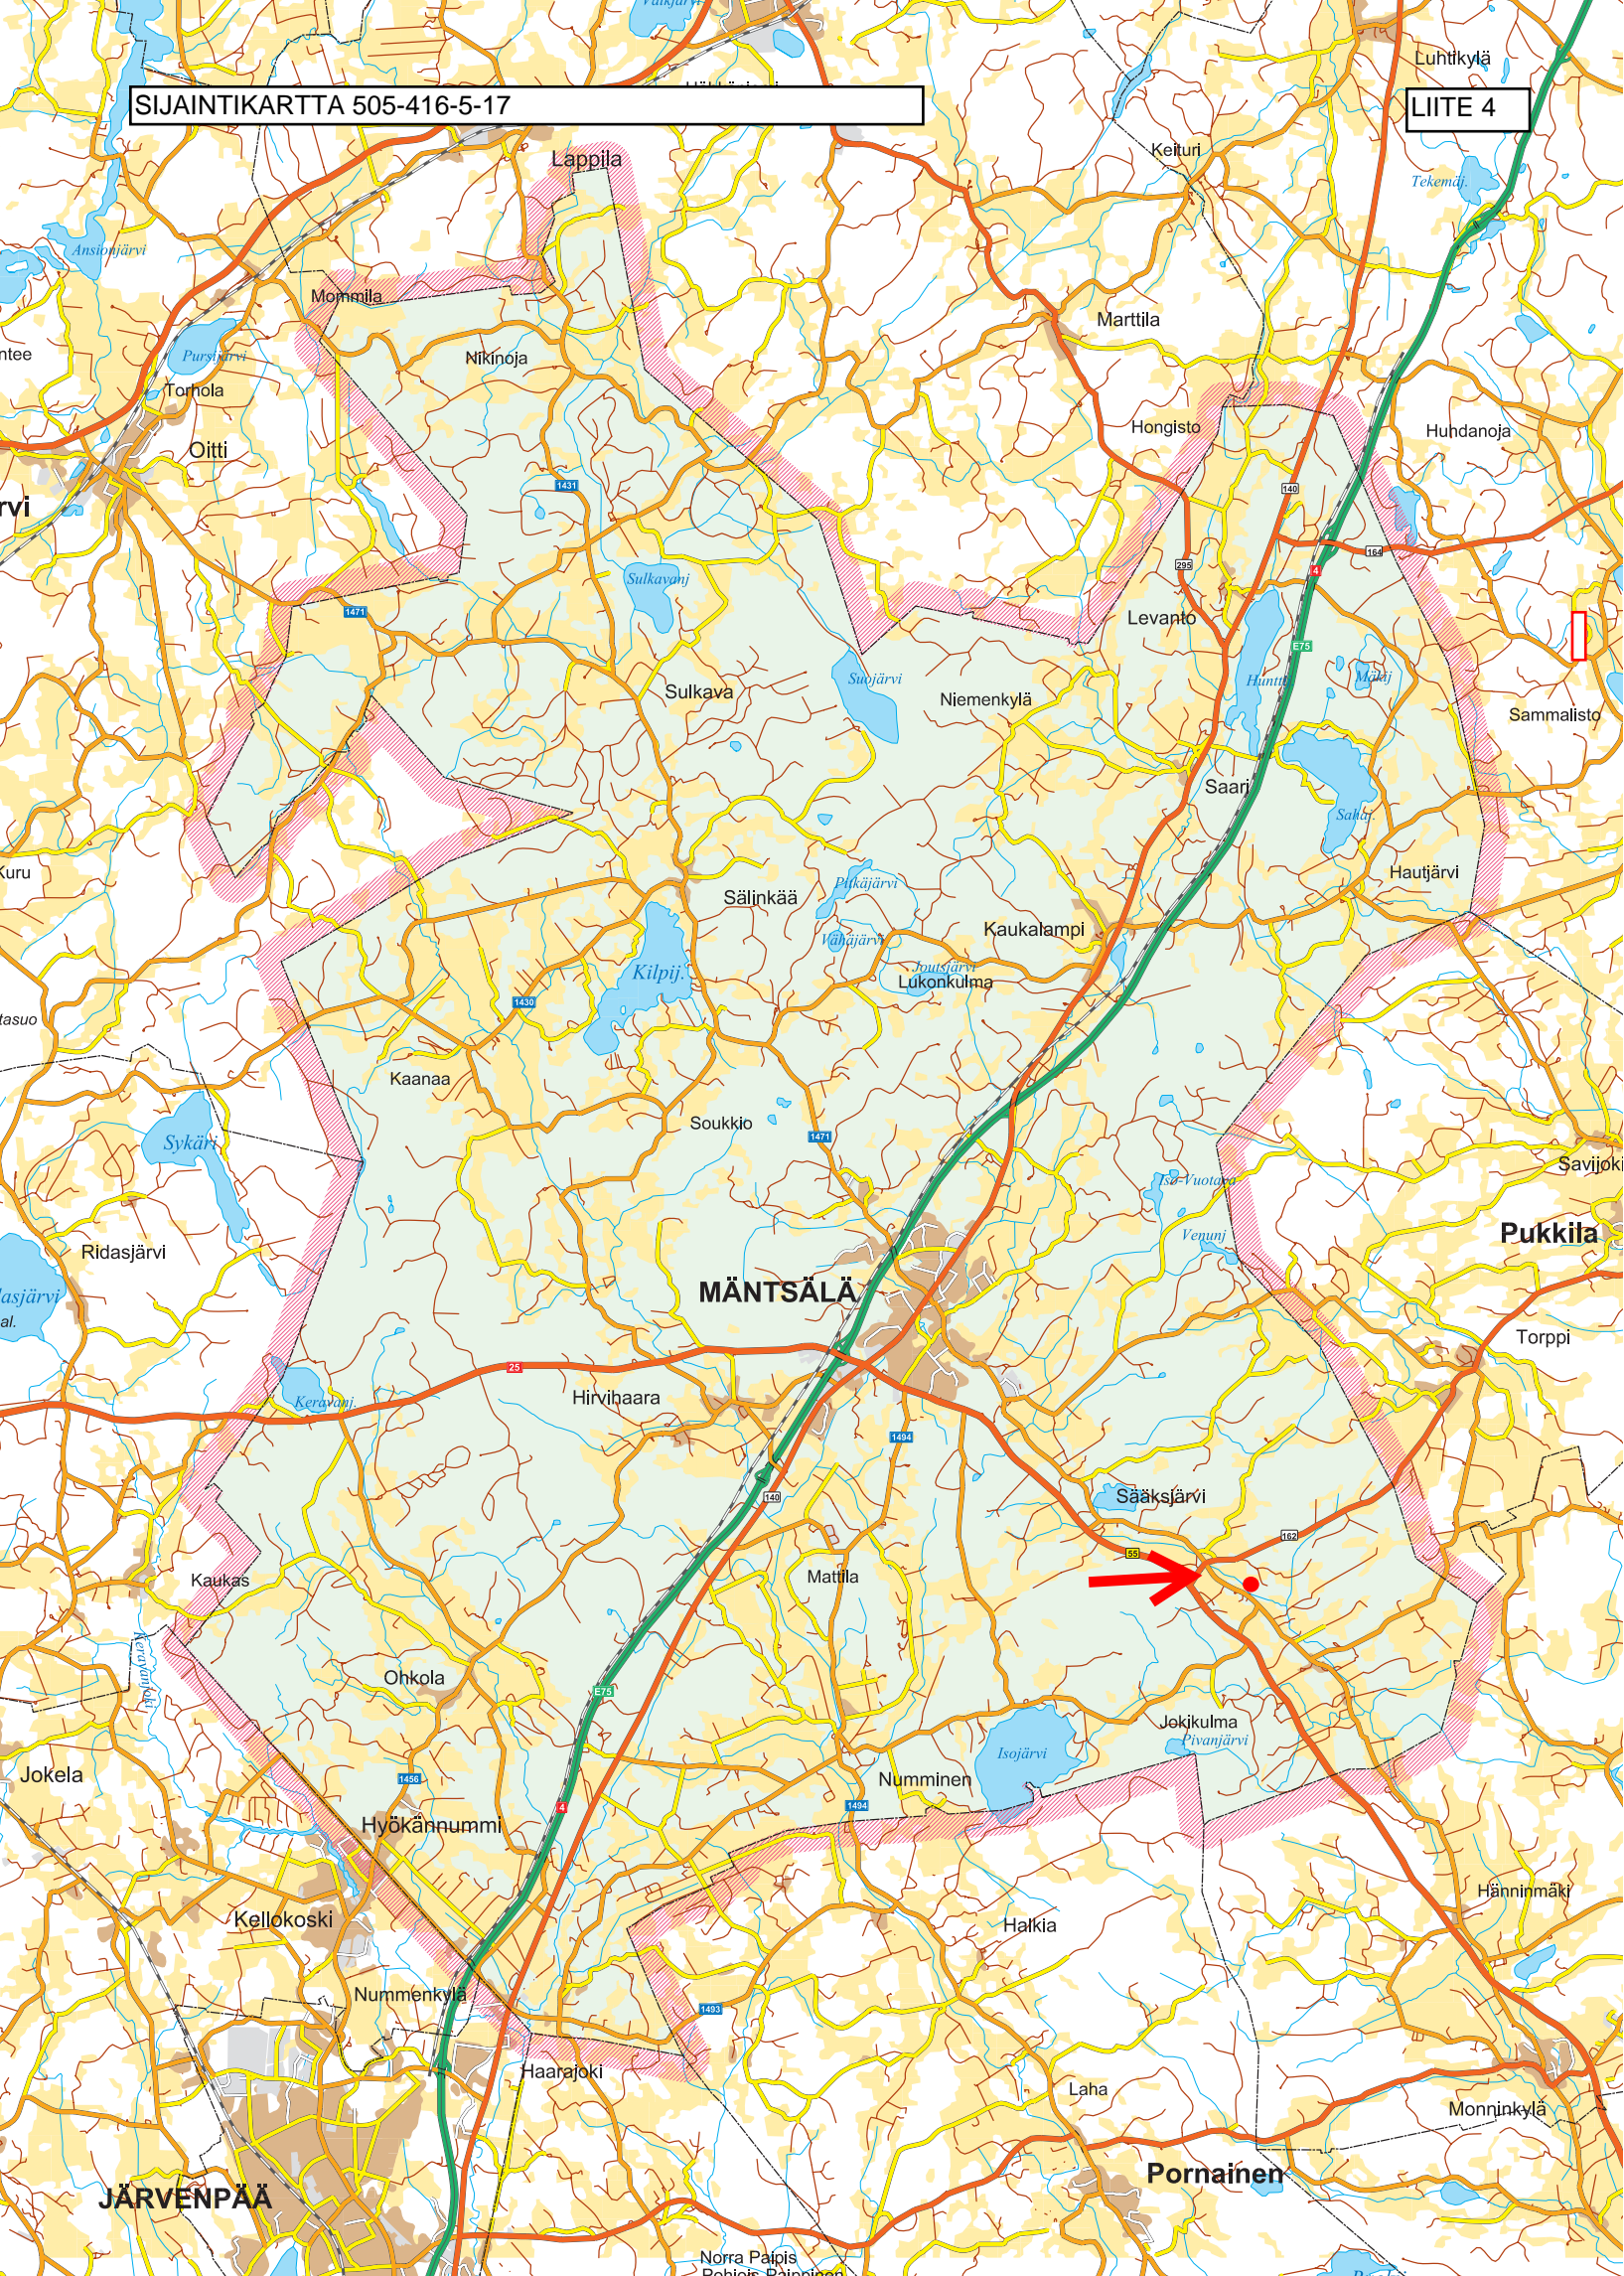 SIJAINTIKARTTA 505-416-5-17
LIITE 4
Luhtikylä
Lappila
Keituri
Tekemäj.
Ansionjärvi
Mommila
Marttila
Pursijärvi
Nikinoja
Torhola
Hongisto
Huhdanoja
Oitti
1431
140
164
295
4
Sulkavanj
1471
Levanto
E75
Sulkava
Suojärvi
Niemenkylä
Sammalisto
Saari
Hautjärvi
Sälinkää
Pitkäjärvi
Kaukalampi
Vähäjärvi
Joutsjärvi
Lukonkulma
Kilpij.
1430
Kaanaa
Soukkio
1471
Sykäri
Iso-Vuotava
Savijoki
Venunj
Pukkila
Ridasjärvi
MÄNTSÄLÄ
Torppi
25
Hirvihaara
Keravanj.
1494
140
Sääksjärvi
162
55
Mattila
Kaukas
Keravanjoki
Ohkola
E75
Jokikulma
Pivanjärvi
Isojärvi
Jokela
1456
Numminen
4
1494
Hyökännummi
Hänninmäki
Kellokoski
Halkia
Nummenkylä
1493
Haarajoki
Laha
Monninkylä
Pornainen
JÄRVENPÄÄ
Norra Paipis